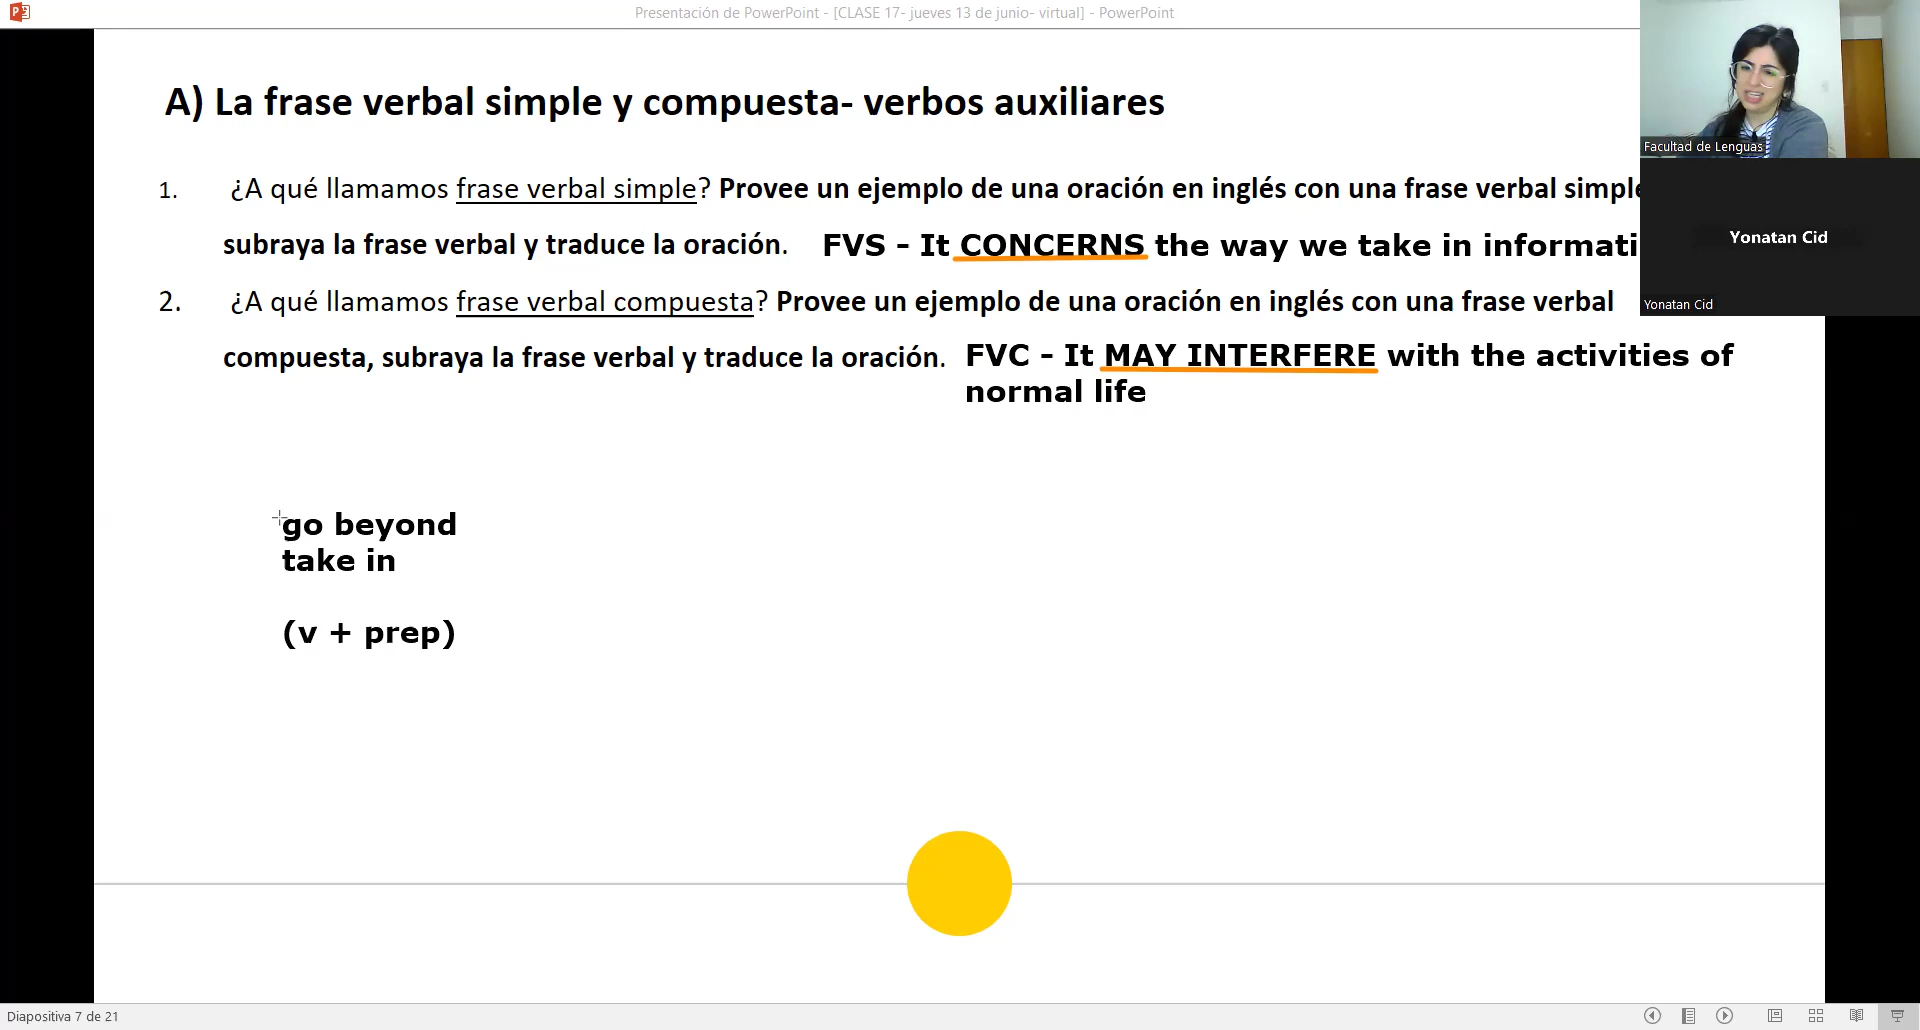 Presentación de PowerPoint - [CLASE 17- jueves 13 de junio- virtual] - PowerPoint
A) La frase verbal simple y compuesta- verbos auxiliares
1. ¿A qué llamamos frase verbal simple? Provee un ejemplo de una oración en inglés con una frase verbal simple
subraya la frase verbal y traduce la oración. FVS - It CONCERNS the way we take in informati
2. ¿A qué llamamos frase verbal compuesta? Provee un ejemplo de una oración en inglés con una frase verbal
compuesta, subraya la frase verbal y traduce la oración. FVC - It MAY INTERFERE with the activities of
normal life
go beyond
take in
(v + prep)
Facultad de Lenguas
Yonatan Cid
Yonatan Cid
Diapositiva 7 de 21